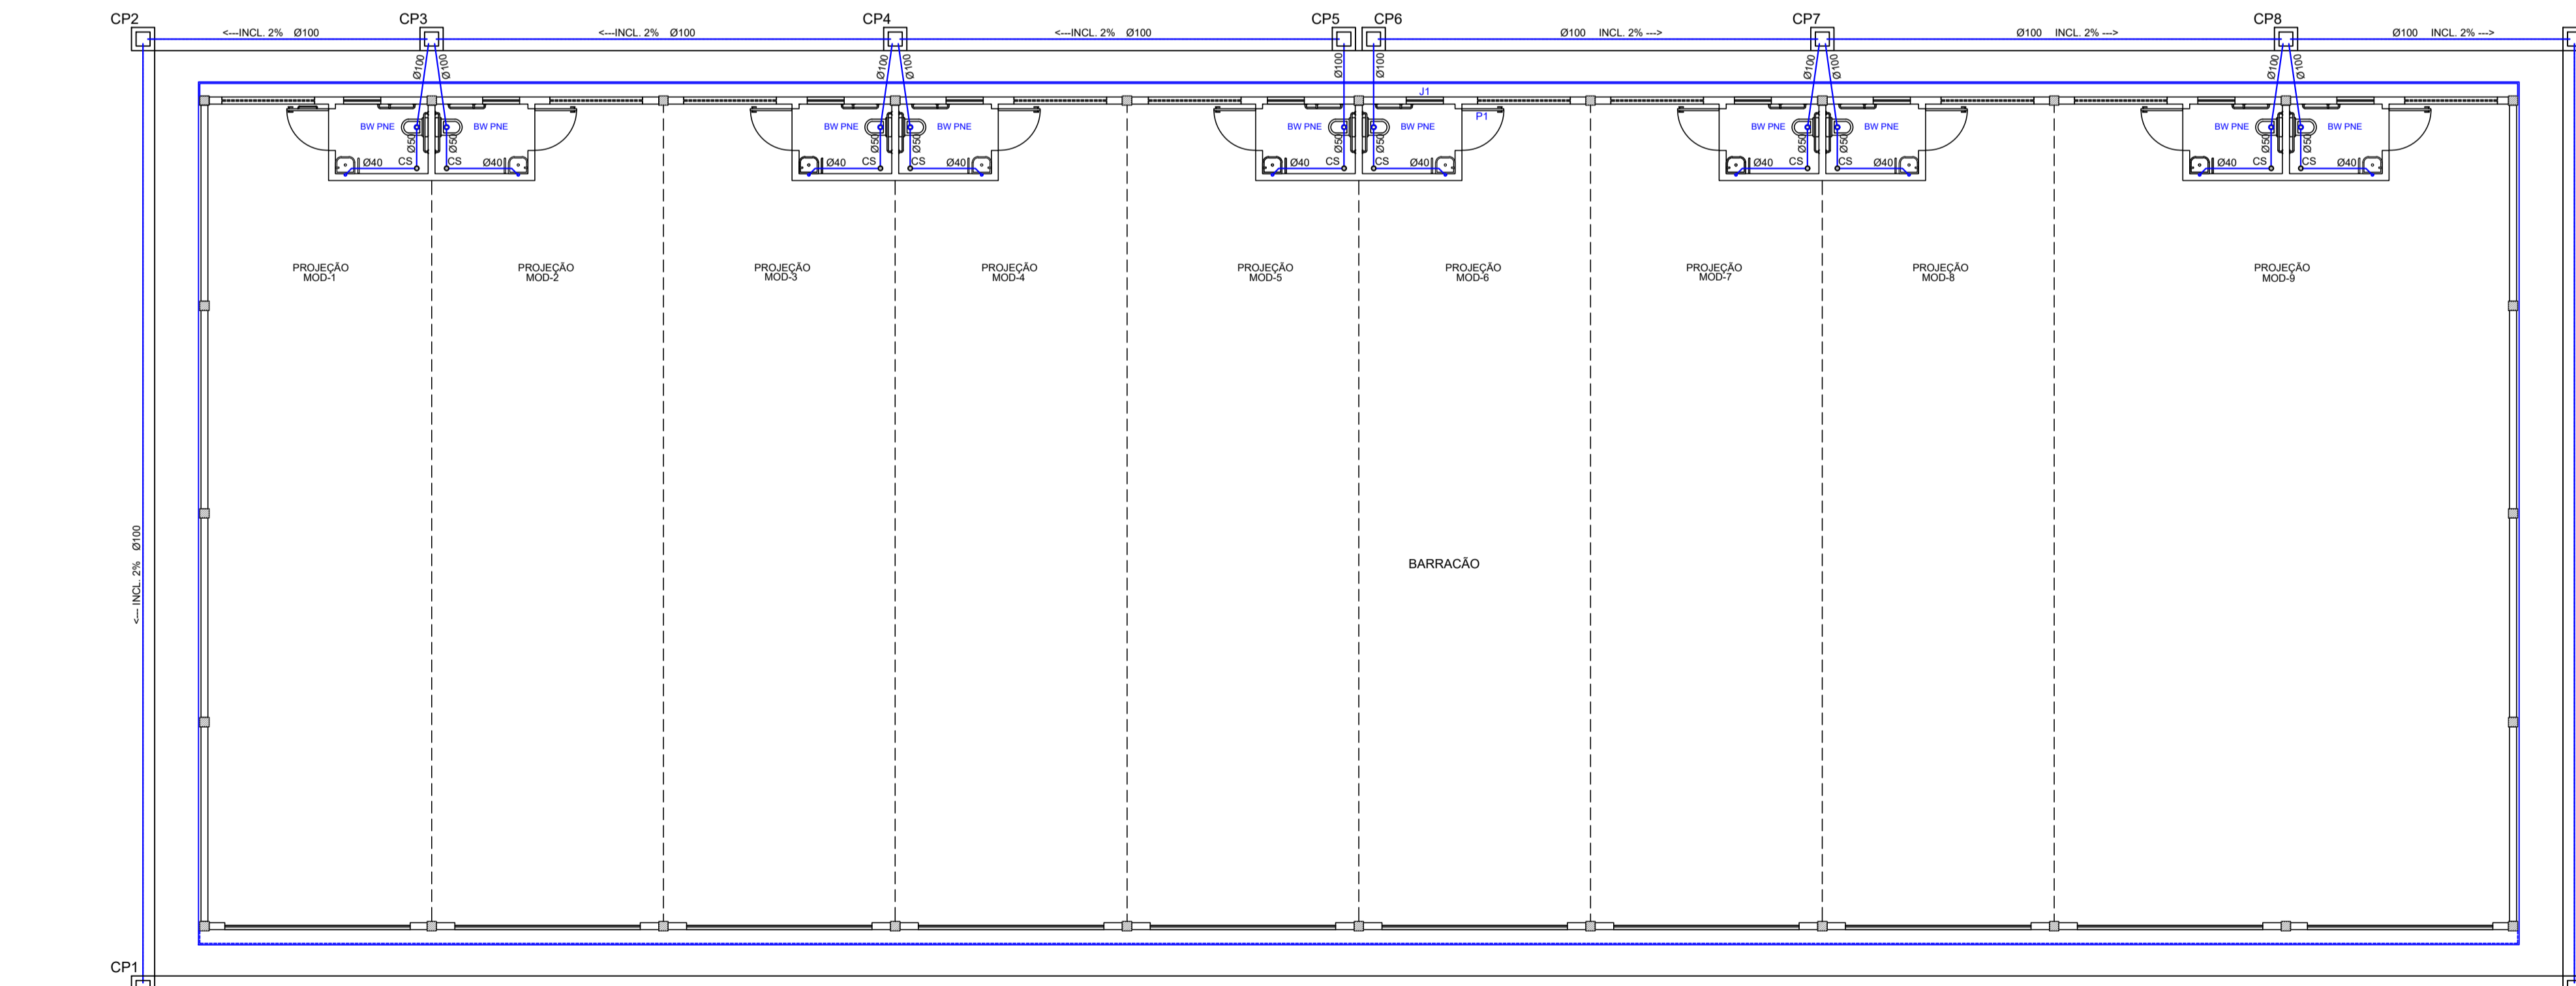 CP2
CP3
CP4
CP5
CP6
CP7
CP8
<---INCL. 2% Ø100
<---INCL. 2% Ø100
<---INCL. 2% Ø100
Ø100 INCL. 2% --->
Ø100 INCL. 2% --->
Ø100 INCL. 2% --->
Ø100
Ø100
Ø100
Ø100
Ø100
Ø100
Ø100
Ø100
Ø100
Ø100
J1
P1
BW PNE
BW PNE
BW PNE
BW PNE
BW PNE
BW PNE
BW PNE
BW PNE
BW PNE
BW PNE
Ø50
Ø50
Ø50
Ø50
Ø50
Ø50
Ø50
Ø50
Ø50
Ø50
Ø40
CS
CS
Ø40
Ø40
CS
CS
Ø40
Ø40
CS
CS
Ø40
Ø40
CS
CS
Ø40
Ø40
CS
CS
Ø40
PROJEÇÃO
MOD-1
PROJEÇÃO
MOD-2
PROJEÇÃO
MOD-3
PROJEÇÃO
MOD-4
PROJEÇÃO
MOD-5
PROJEÇÃO
MOD-6
PROJEÇÃO
MOD-7
PROJEÇÃO
MOD-8
PROJEÇÃO
MOD-9
<--- INCL. 2% Ø100
BARRACÃO
CP1